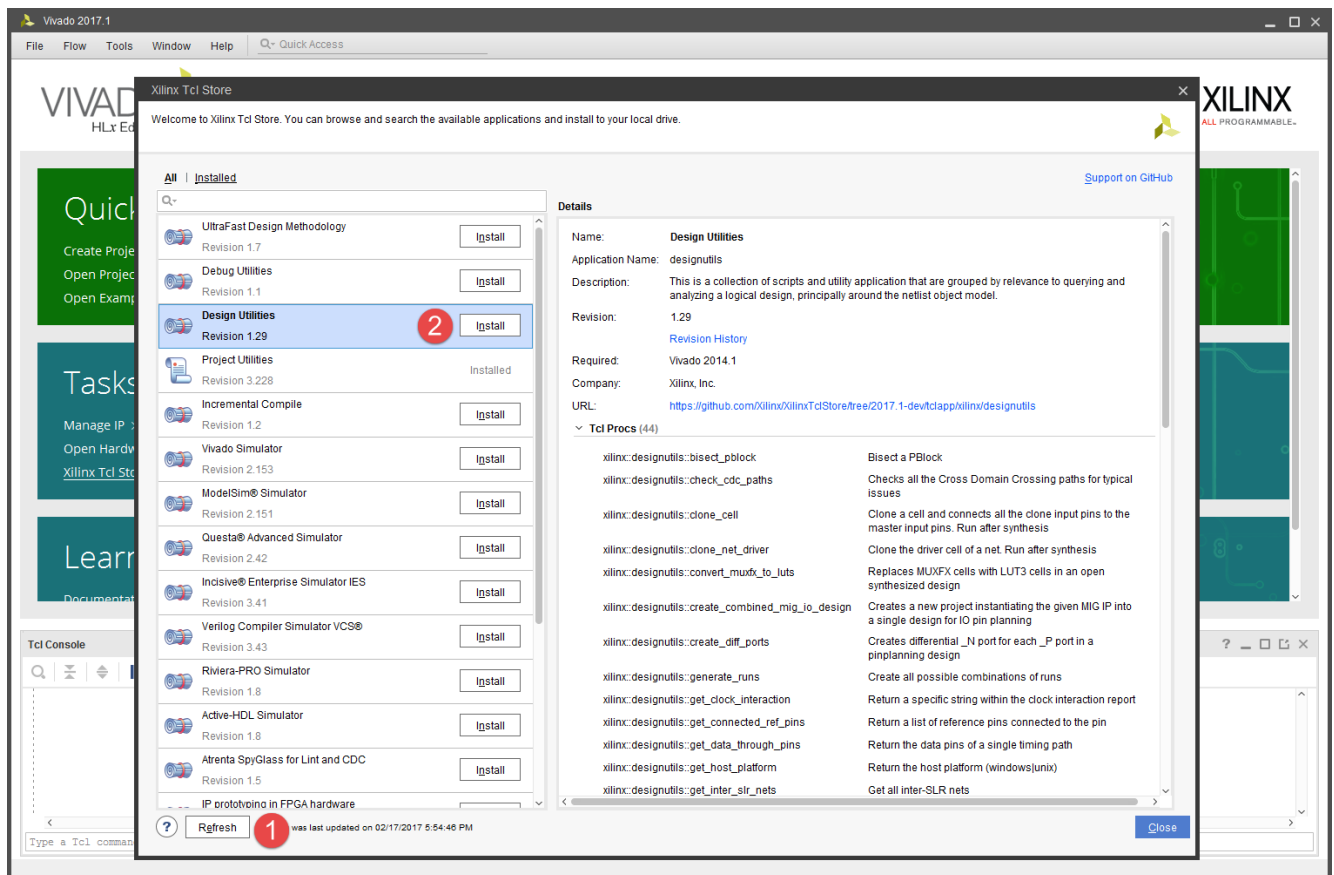 Vivado 2017.1
File Flow Tools Window Help Quick Access
VIVAD
HLx Ed
XILINX
ALL PROGRAMMABLE™
Quick
Create Proje
Open Projec
Open Examp
Tasks
Manage IP >
Open Hardw
Xilinx Tcl Sto
Learn
Documentat
Xilinx Tcl Store
Welcome to Xilinx Tcl Store. You can browse and search the available applications and install to your local drive.
All | Installed
Support on GitHub
UltraFast Design Methodology
Revision 1.7
Install
Debug Utilities
Revision 1.1
Install
Design Utilities
Revision 1.29
2
Install
Project Utilities
Revision 3.228
Installed
Incremental Compile
Revision 1.2
Install
Vivado Simulator
Revision 2.153
Install
ModelSim® Simulator
Revision 2.151
Install
Questa® Advanced Simulator
Revision 2.42
Install
Incisive® Enterprise Simulator IES
Revision 3.41
Install
Verilog Compiler Simulator VCS®
Revision 3.43
Install
Riviera-PRO Simulator
Revision 1.8
Install
Active-HDL Simulator
Revision 1.8
Install
Atrenta SpyGlass for Lint and CDC
Revision 1.5
Install
IP prototyping in FPGA hardware
Details
Name: Design Utilities
Application Name: designutils
Description: This is a collection of scripts and utility application that are grouped by relevance to querying and
analyzing a logical design, principally around the netlist object model.
Revision: 1.29
Revision History
Required: Vivado 2014.1
Company: Xilinx, Inc.
URL: https://github.com/Xilinx/XilinxTclStore/tree/2017.1-dev/tclapp/xilinx/designutils
Tcl Procs (44)
xilinx::designutils::bisect_pblock Bisect a PBlock
xilinx::designutils::check_cdc_paths Checks all the Cross Domain Crossing paths for typical
issues
xilinx::designutils::clone_cell Clone a cell and connects all the clone input pins to the
master input pins. Run after synthesis
xilinx::designutils::clone_net_driver Clone the driver cell of a net. Run after synthesis
xilinx::designutils::convert_muxfx_to_luts Replaces MUXFX cells with LUT3 cells in an open
synthesized design
xilinx::designutils::create_combined_mig_io_design Creates a new project instantiating the given MIG IP into
a single design for IO pin planning
xilinx::designutils::create_diff_ports Creates differential _N port for each _P port in a
pinplanning design
xilinx::designutils::generate_runs Create all possible combinations of runs
xilinx::designutils::get_clock_interaction Return a specific string within the clock interaction report
xilinx::designutils::get_connected_ref_pins Return a list of reference pins connected to the pin
xilinx::designutils::get_data_through_pins Return the data pins of a single timing path
xilinx::designutils::get_host_platform Return the host platform (windows|unix)
xilinx::designutils::get_inter_slr_nets Get all inter-SLR nets
? Refresh 1 was last updated on 02/17/2017 5:54:46 PM
Close
Tcl Console
Type a Tcl comman